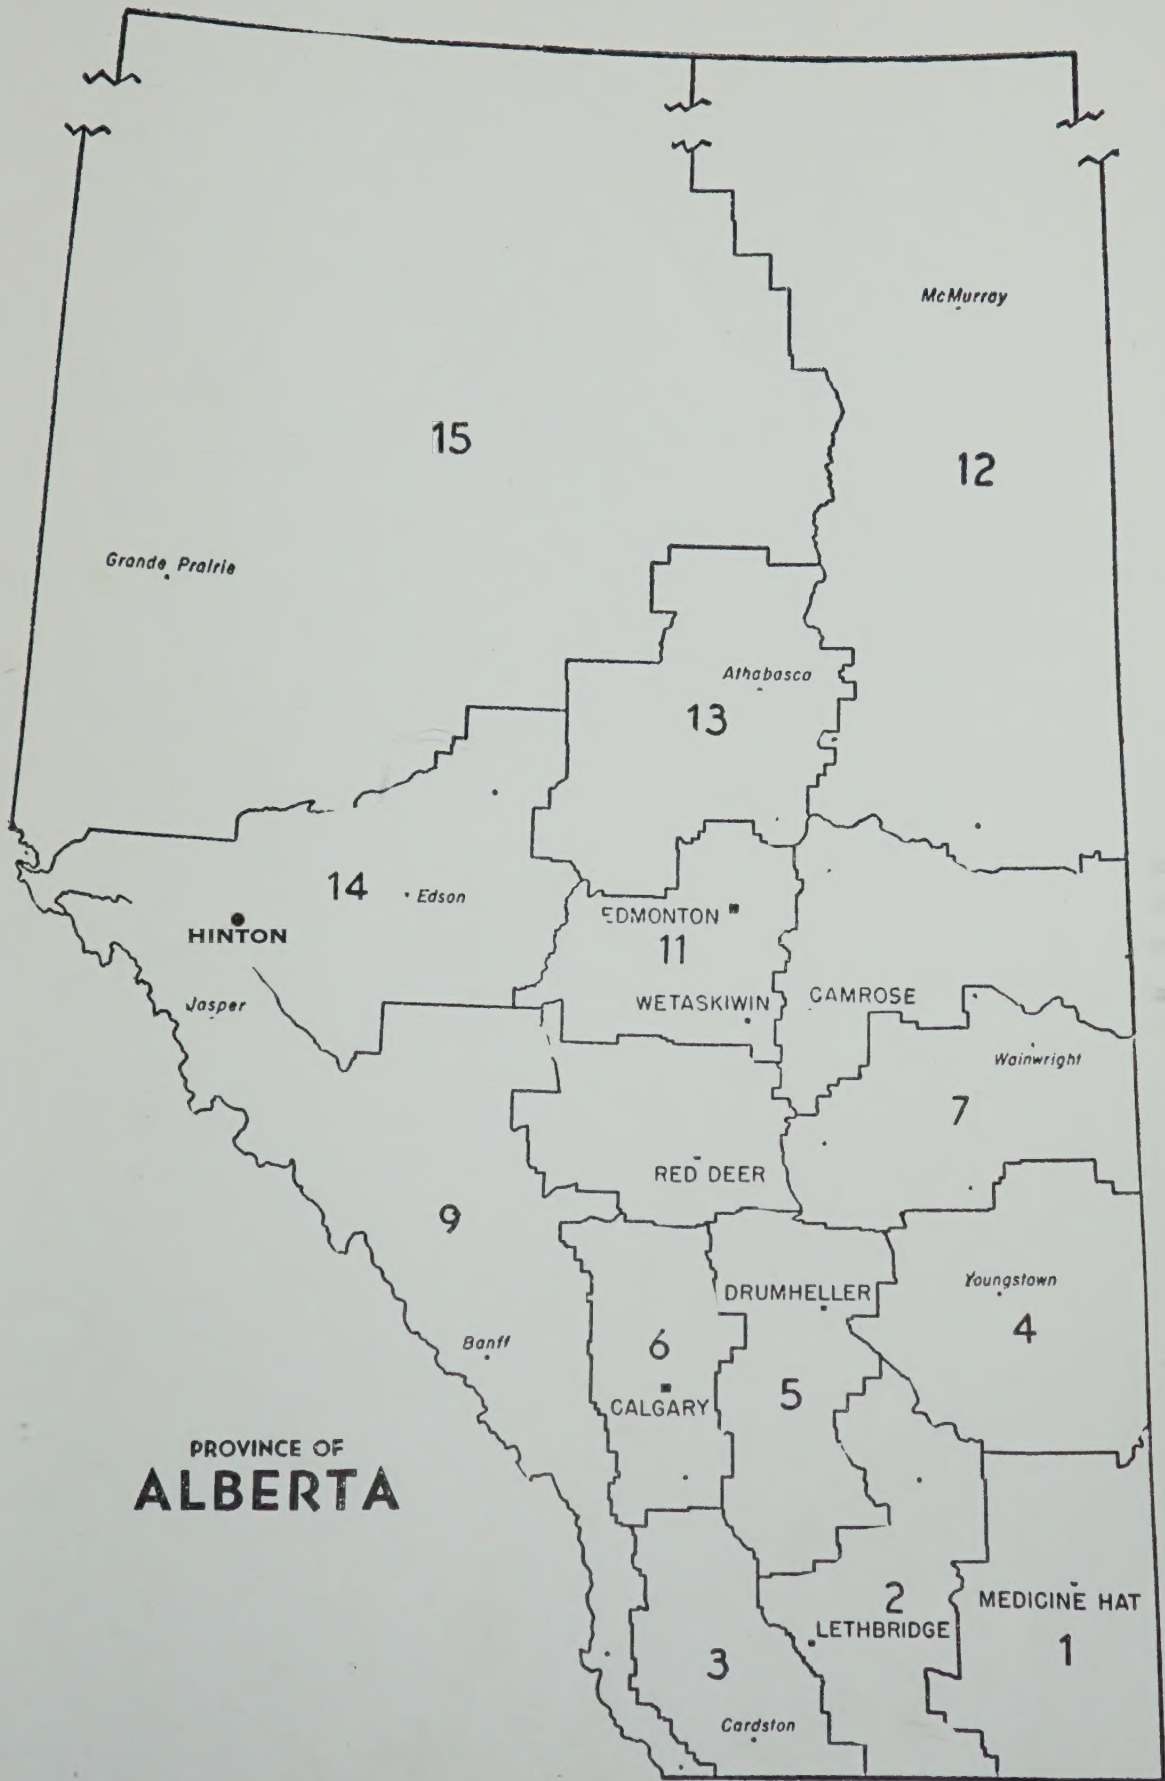 McMurray
15
12
Grande Prairie
Athabasca
13
14
Edson
HINTON
EDMONTON
11
Jasper
WETASKIWIN
CAMROSE
Wainwright
7
RED DEER
9
Youngstown
DRUMHELLER
4
Banff
6
5
CALGARY
PROVINCE OF
ALBERTA
2
MEDICINE HAT
LETHBRIDGE
1
3
Cardston